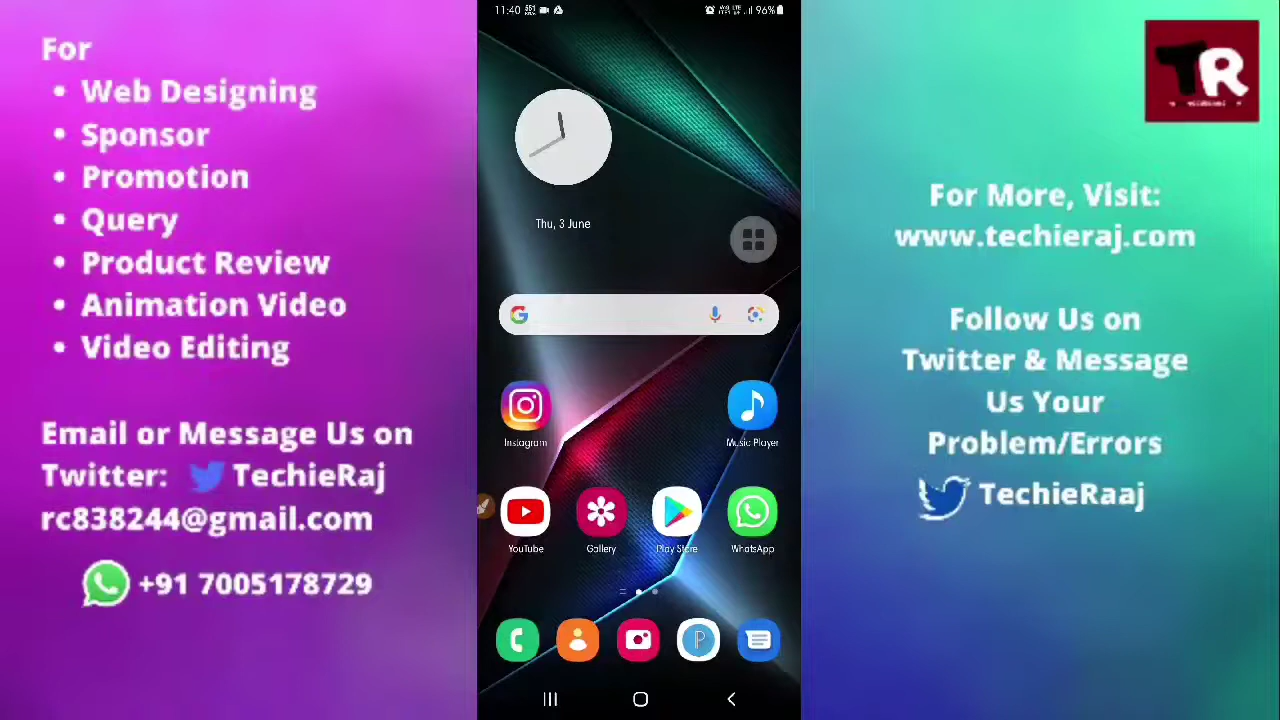 For
• Web Designing
• Sponsor
• Promotion
• Query
• Product Review
• Animation Video
• Video Editing
Email or Message Us on
Twitter: TechieRaj
rc838244@gmail.com
+91 7005178729
11:40
96%
Thu, 3 June
Instagram
Music Player
YouTube
Gallery
Play Store
WhatsApp
TR
For More, Visit:
www.techieraj.com
Follow Us on
Twitter & Message
Us Your
Problem/Errors
TechieRaaj